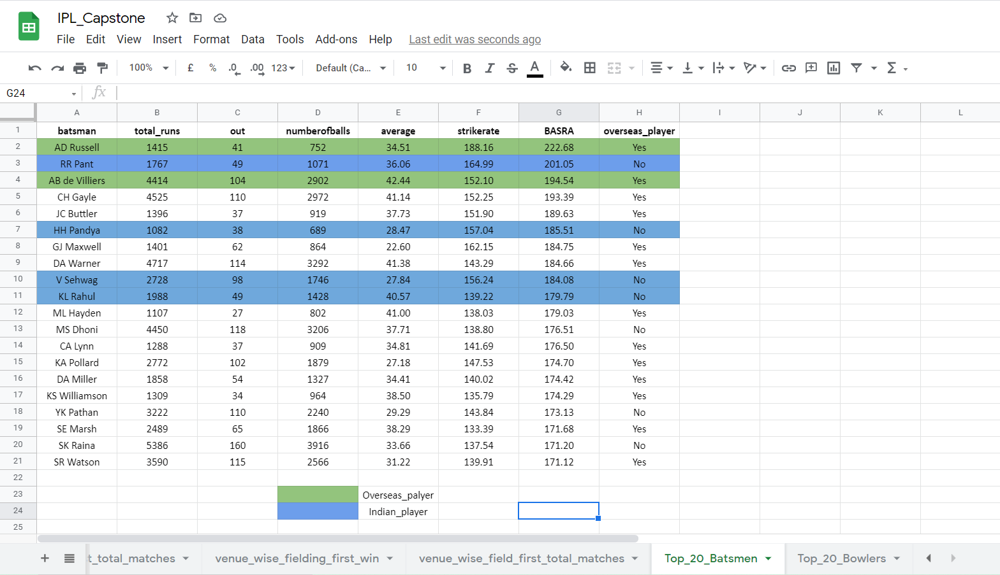 IPL_Capstone
File Edit View Insert Format Data Tools Add-ons Help Last edit was seconds ago
100% £ % .0 .00 123 Default (Ca... 10 B I S A Σ
G24 fx
A B C D E F G H I J K L
1 batsman total_runs out numberofballs average strikerate BASRA overseas_player
2 AD Russell 1415 41 752 34.51 188.16 222.68 Yes
3 RR Pant 1767 49 1071 36.06 164.99 201.05 No
4 AB de Villiers 4414 104 2902 42.44 152.10 194.54 Yes
5 CH Gayle 4525 110 2972 41.14 152.25 193.39 Yes
6 JC Buttler 1396 37 919 37.73 151.90 189.63 Yes
7 HH Pandya 1082 38 689 28.47 157.04 185.51 No
8 GJ Maxwell 1401 62 864 22.60 162.15 184.75 Yes
9 DA Warner 4717 114 3292 41.38 143.29 184.66 Yes
10 V Sehwag 2728 98 1746 27.84 156.24 184.08 No
11 KL Rahul 1988 49 1428 40.57 139.22 179.79 No
12 ML Hayden 1107 27 802 41.00 138.03 179.03 Yes
13 MS Dhoni 4450 118 3206 37.71 138.80 176.51 No
14 CA Lynn 1288 37 909 34.81 141.69 176.50 Yes
15 KA Pollard 2772 102 1879 27.18 147.53 174.70 Yes
16 DA Miller 1858 54 1327 34.41 140.02 174.42 Yes
17 KS Williamson 1309 34 964 38.50 135.79 174.29 Yes
18 YK Pathan 3222 110 2240 29.29 143.84 173.13 No
19 SE Marsh 2489 65 1866 38.29 133.39 171.68 Yes
20 SK Raina 5386 160 3916 33.66 137.54 171.20 No
21 SR Watson 3590 115 2566 31.22 139.91 171.12 Yes
22
23 Overseas_palyer
24 Indian_player
25
t_total_matches venue_wise_fielding_first_win venue_wise_field_first_total_matches Top_20_Batsmen Top_20_Bowlers